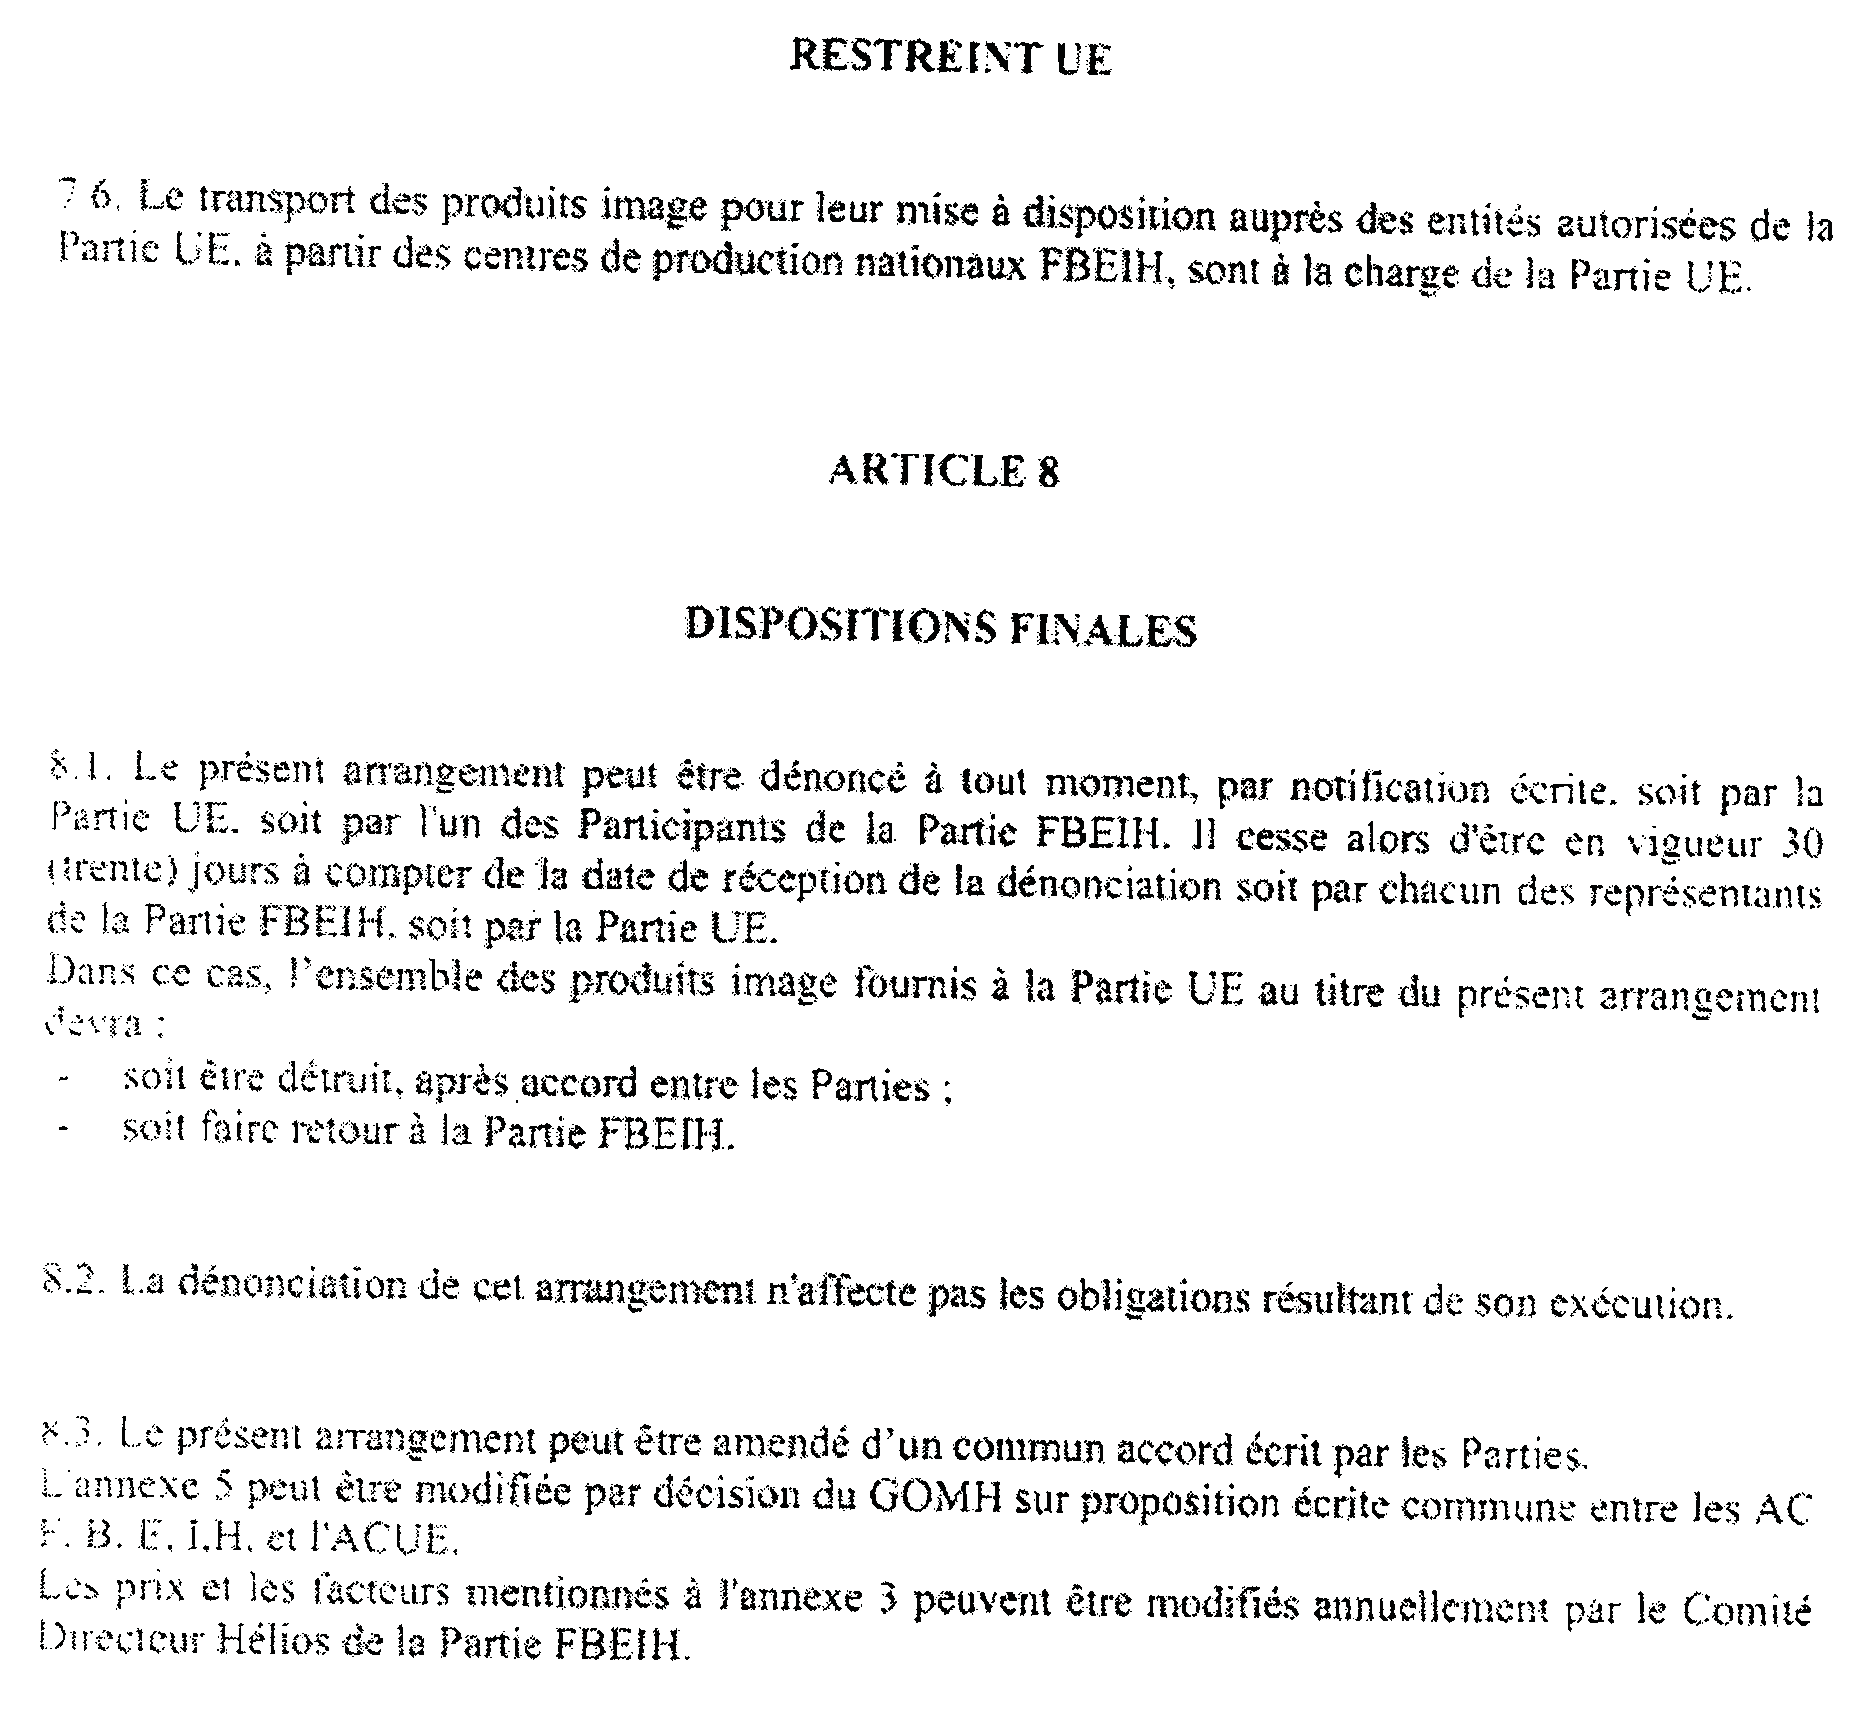 RESTREINT UE
7 6. Le transport des produits image pour leur mise à disposition auprès des entités autorisées de la
Partie UE. à partir des centres de production nationaux FBEIH, sont à la charge de la Partie UE.
ARTICLE 8
DISPOSITIONS FINALES
8.1. Le présent arrangement peut être dénoncé à tout moment, par notification écrite. soit par la
Partie UE. soit par l'un des Participants de la Partie FBEIH. Il cesse alors d'être en vigueur 30
(trente) jours à compter de la date de réception de la dénonciation soit par chacun des représentants
de la Partie FBEIH. soit par la Partie UE.
Dans ce cas, l'ensemble des produits image fournis à la Partie UE au titre du présent arrangement
devra :
- soit être détruit, après accord entre les Parties ;
- soit faire retour à la Partie FBEIH.
8.2. La dénonciation de cet arrangement n'affecte pas les obligations résultant de son exécution.
8.3. Le présent arrangement peut être amendé d'un commun accord écrit par les Parties.
L'annexe 5 peut être modifiée par décision du GOMH sur proposition écrite commune entre les AC
F. B. E. I.H. et l'ACUE.
Les prix et les facteurs mentionnés à l'annexe 3 peuvent être modifiés annuellement par le Comité
Directeur Hélios de la Partie FBEIH.